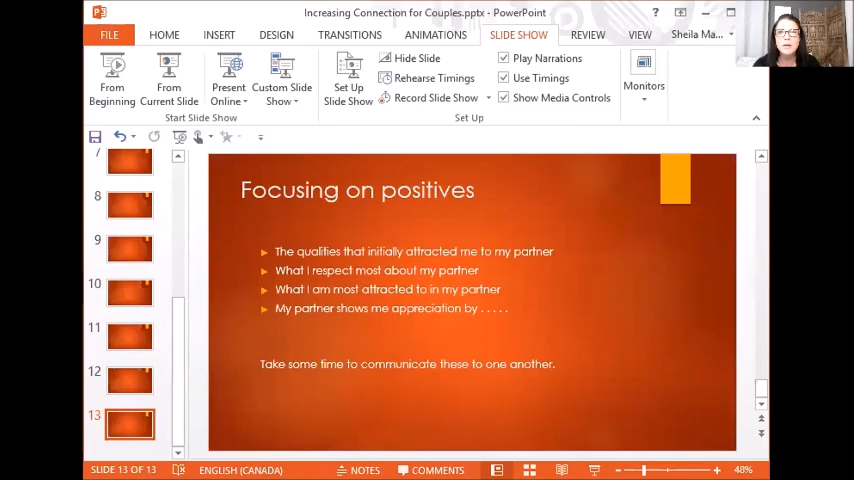 Increasing Connection for Couples.pptx - PowerPoint
?
FILE HOME INSERT DESIGN TRANSITIONS ANIMATIONS SLIDE SHOW REVIEW VIEW Sheila Ma...
From Beginning
From Current Slide
Present Online
Custom Slide Show
Set Up Slide Show
Hide Slide
Rehearse Timings
Record Slide Show
Play Narrations
Use Timings
Show Media Controls
Monitors
Start Slide Show
Set Up
7
8
9
10
11
12
13
Focusing on positives
The qualities that initially attracted me to my partner
What I respect most about my partner
What I am most attracted to in my partner
My partner shows me appreciation by . . . . .
Take some time to communicate these to one another.
SLIDE 13 OF 13 ENGLISH (CANADA) NOTES COMMENTS 48%